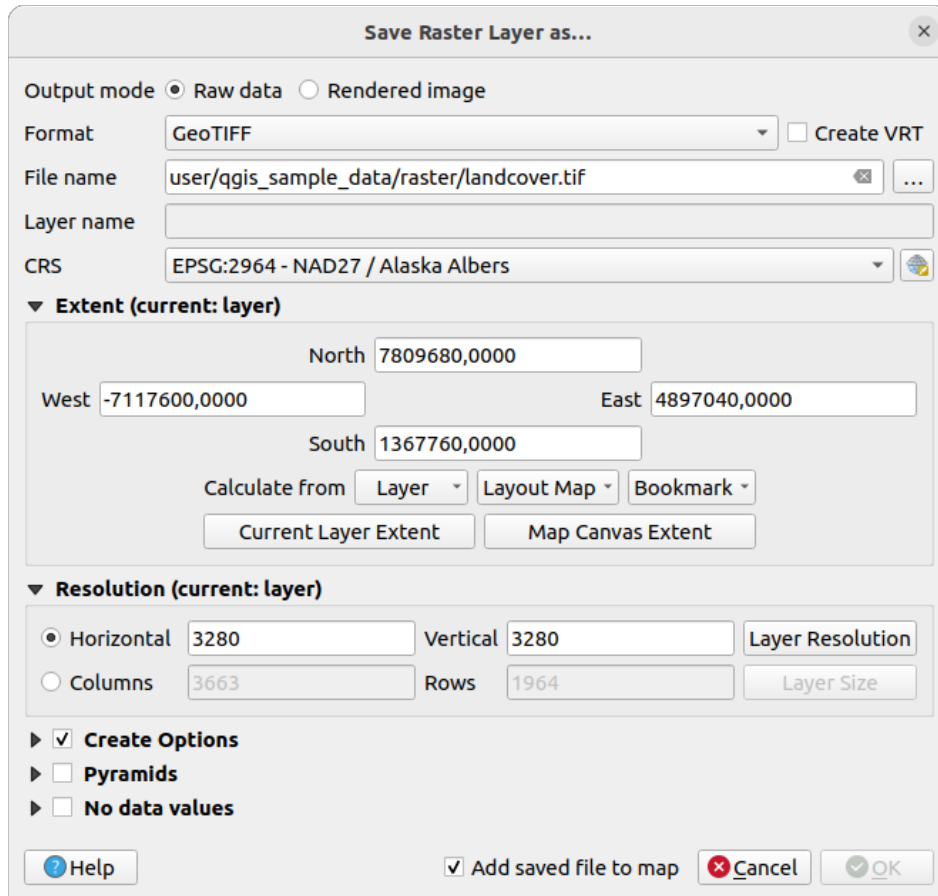 Save Raster Layer as…
Output mode Raw data Rendered image
Format GeoTIFF Create VRT
File name user/qgis_sample_data/raster/landcover.tif …
Layer name
CRS EPSG:2964 - NAD27 / Alaska Albers
Extent (current: layer)
North 7809680,0000
West -7117600,0000 East 4897040,0000
South 1367760,0000
Calculate from Layer Layout Map Bookmark
Current Layer Extent Map Canvas Extent
Resolution (current: layer)
Horizontal 3280 Vertical 3280 Layer Resolution
Columns 3663 Rows 1964 Layer Size
Create Options
Pyramids
No data values
Help Add saved file to map Cancel OK